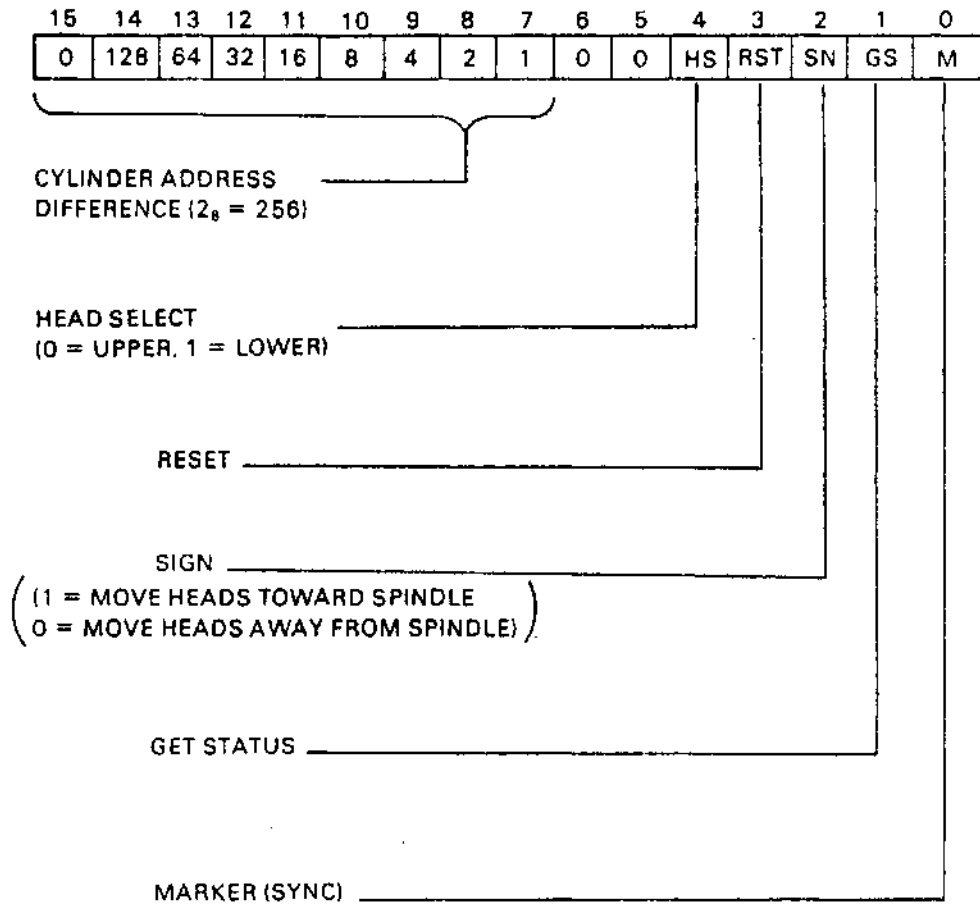 15 14 13 12 11 10 9 8 7 6 5 4 3 2 1 0
0 128 64 32 16 8 4 2 1 0 0 HS RST SN GS M
CYLINDER ADDRESS
DIFFERENCE (2₈ = 256)
HEAD SELECT
(0 = UPPER, 1 = LOWER)
RESET
SIGN
(1 = MOVE HEADS TOWARD SPINDLE
0 = MOVE HEADS AWAY FROM SPINDLE)
GET STATUS
MARKER (SYNC)